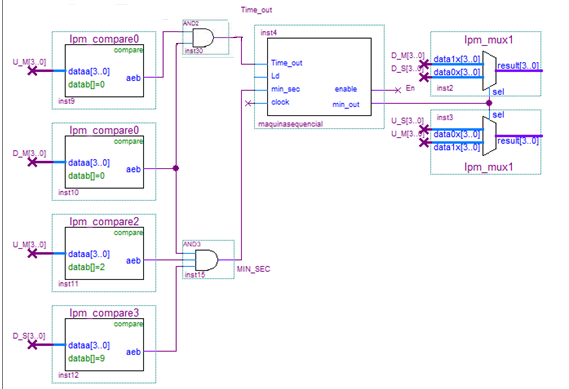 Time_out
AND2
inst30
lpm_compare0
compare
U_M[3..0]
dataa[3..0]
datab[]=0
aeb
inst9
lpm_compare0
compare
D_M[3..0]
dataa[3..0]
datab[]=0
aeb
inst10
lpm_compare2
compare
U_M[3..0]
dataa[3..0]
datab[]=2
aeb
inst11
lpm_compare3
compare
D_S[3..0]
dataa[3..0]
datab[]=9
aeb
inst12
AND3
inst15
MIN_SEC
inst4
Time_out
Ld
min_sec
clock
enable
min_out
maquinasequencial
En
lpm_mux1
D_M[3..0]
D_S[3..0]
data1x[3..0]
data0x[3..0]
result[3..0]
inst2
sel
sel
inst3
U_S[3..0]
U_M[3..0]
data0x[3..0]
data1x[3..0]
result[3..0]
lpm_mux1